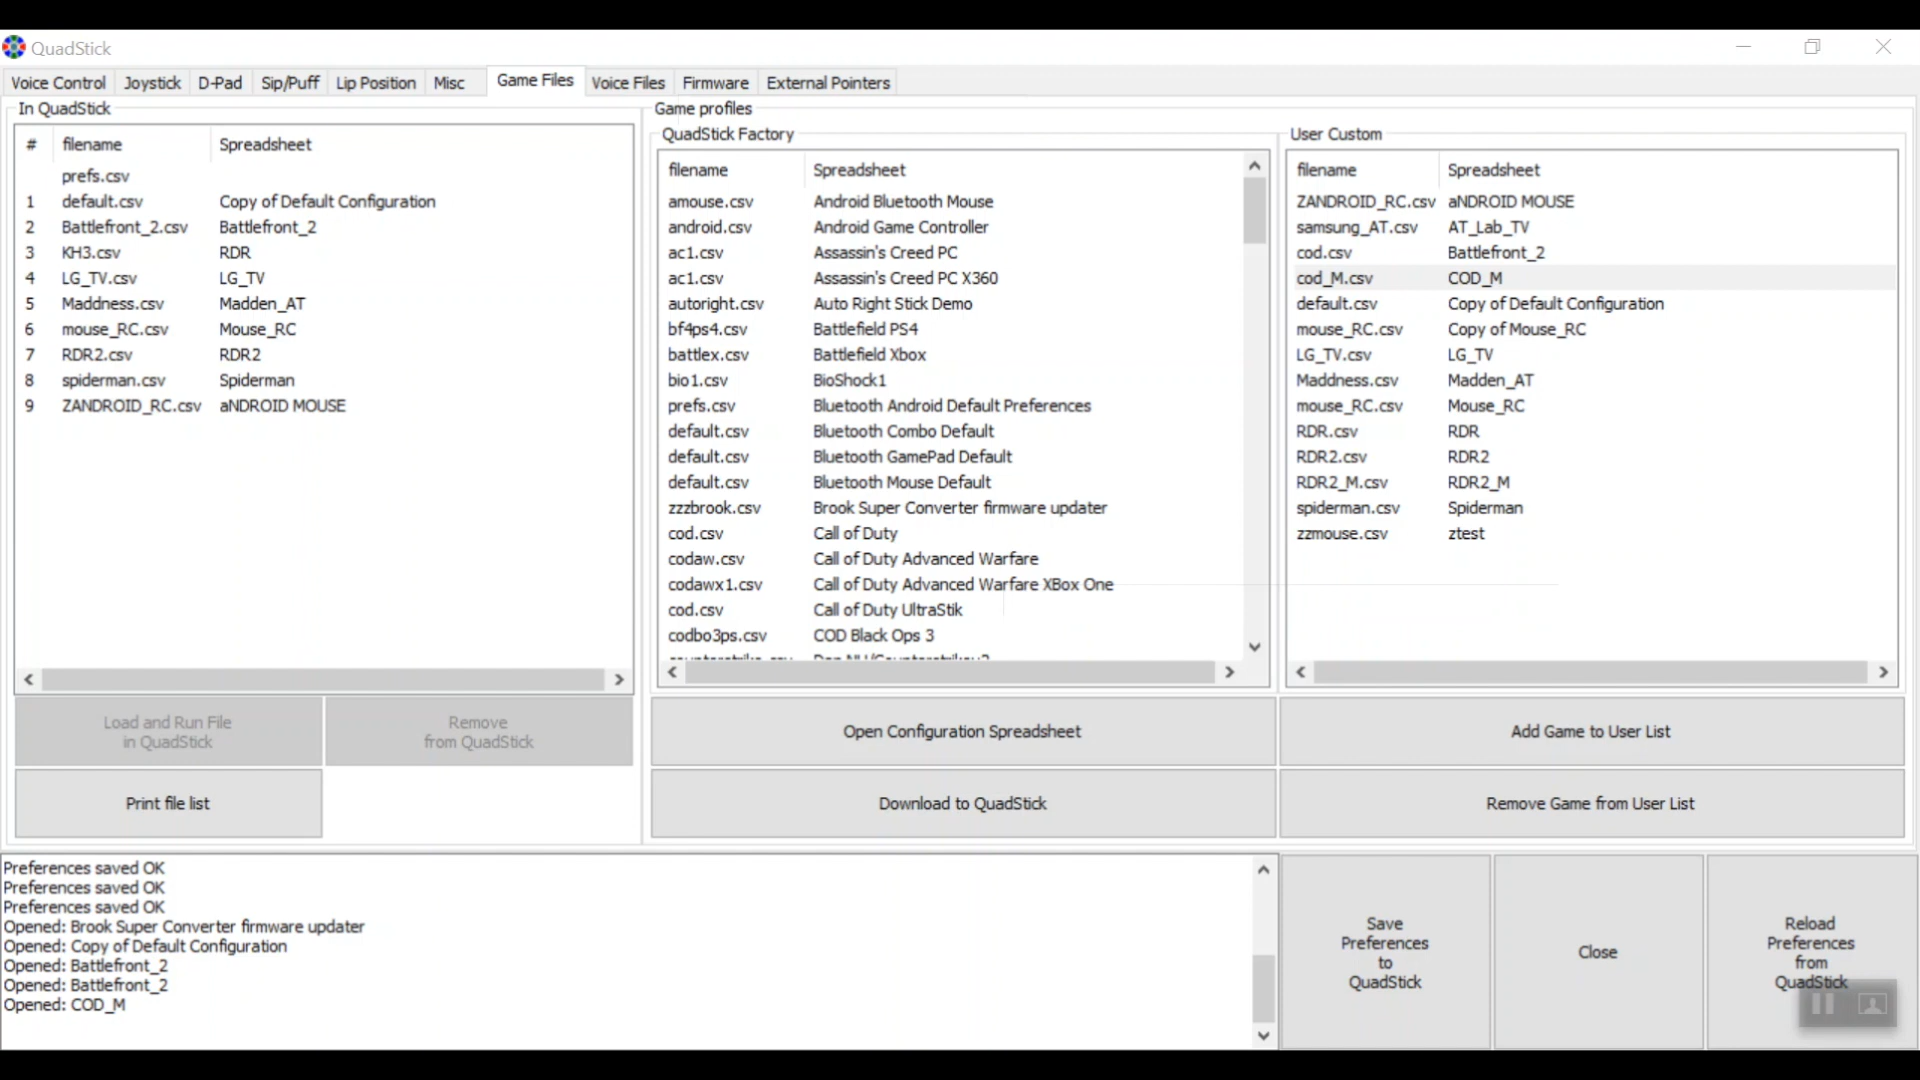 QuadStick
Voice Control Joystick D-Pad Sip/Puff Lip Position Misc Game Files Voice Files Firmware External Pointers
In QuadStick
# filename Spreadsheet
prefs.csv
1 default.csv Copy of Default Configuration
2 Battlefront_2.csv Battlefront_2
3 KH3.csv RDR
4 LG_TV.csv LG_TV
5 Maddness.csv Madden_AT
6 mouse_RC.csv Mouse_RC
7 RDR2.csv RDR2
8 spiderman.csv Spiderman
9 ZANDROID_RC.csv aNDROID MOUSE
Load and Run File
in QuadStick
Remove
from QuadStick
Print file list
Game profiles
QuadStick Factory
filename Spreadsheet
amouse.csv Android Bluetooth Mouse
android.csv Android Game Controller
ac1.csv Assassin's Creed PC
ac1.csv Assassin's Creed PC X360
autoright.csv Auto Right Stick Demo
bf4ps4.csv Battlefield PS4
battlex.csv Battlefield Xbox
bio1.csv BioShock1
prefs.csv Bluetooth Android Default Preferences
default.csv Bluetooth Combo Default
default.csv Bluetooth GamePad Default
default.csv Bluetooth Mouse Default
zzzbrook.csv Brook Super Converter firmware updater
cod.csv Call of Duty
codaw.csv Call of Duty Advanced Warfare
codawx1.csv Call of Duty Advanced Warfare XBox One
cod.csv Call of Duty UltraStik
codbo3ps.csv COD Black Ops 3
Open Configuration Spreadsheet
Download to QuadStick
User Custom
filename Spreadsheet
ZANDROID_RC.csv aNDROID MOUSE
samsung_AT.csv AT_Lab_TV
cod.csv Battlefront_2
cod_M.csv COD_M
default.csv Copy of Default Configuration
mouse_RC.csv Copy of Mouse_RC
LG_TV.csv LG_TV
Maddness.csv Madden_AT
mouse_RC.csv Mouse_RC
RDR.csv RDR
RDR2.csv RDR2
RDR2_M.csv RDR2_M
spiderman.csv Spiderman
zzmouse.csv ztest
Add Game to User List
Remove Game from User List
Preferences saved OK
Preferences saved OK
Preferences saved OK
Opened: Brook Super Converter firmware updater
Opened: Copy of Default Configuration
Opened: Battlefront_2
Opened: Battlefront_2
Opened: COD_M
Save
Preferences
to
QuadStick
Close
Reload
Preferences
from
QuadStick